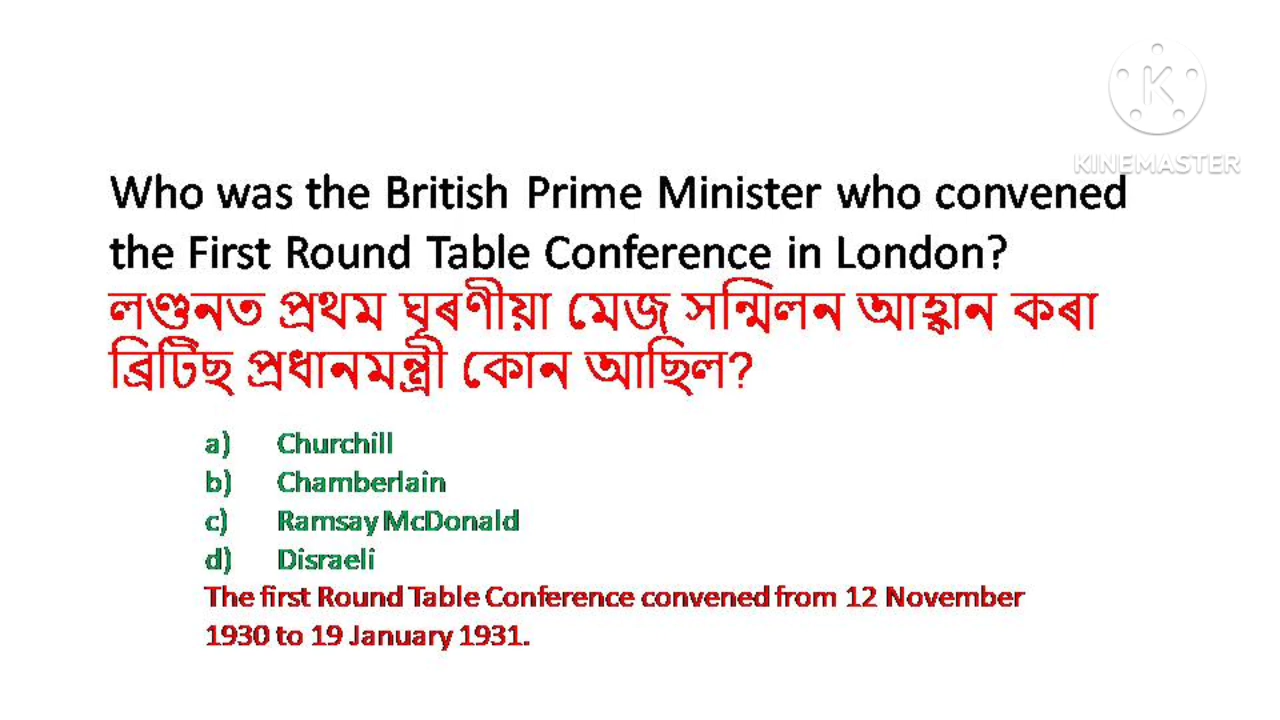 K
KINEMASTER
Who was the British Prime Minister who convened
the First Round Table Conference in London?
লণ্ডনত প্ৰথম ঘূৰণীয়া মেজ সন্মিলন আহ্বান কৰা
ব্ৰিটিছ প্ৰধানমন্ত্ৰী কোন আছিল?
a) Churchill
b) Chamberlain
c) Ramsay McDonald
d) Disraeli
The first Round Table Conference convened from 12 November
1930 to 19 January 1931.